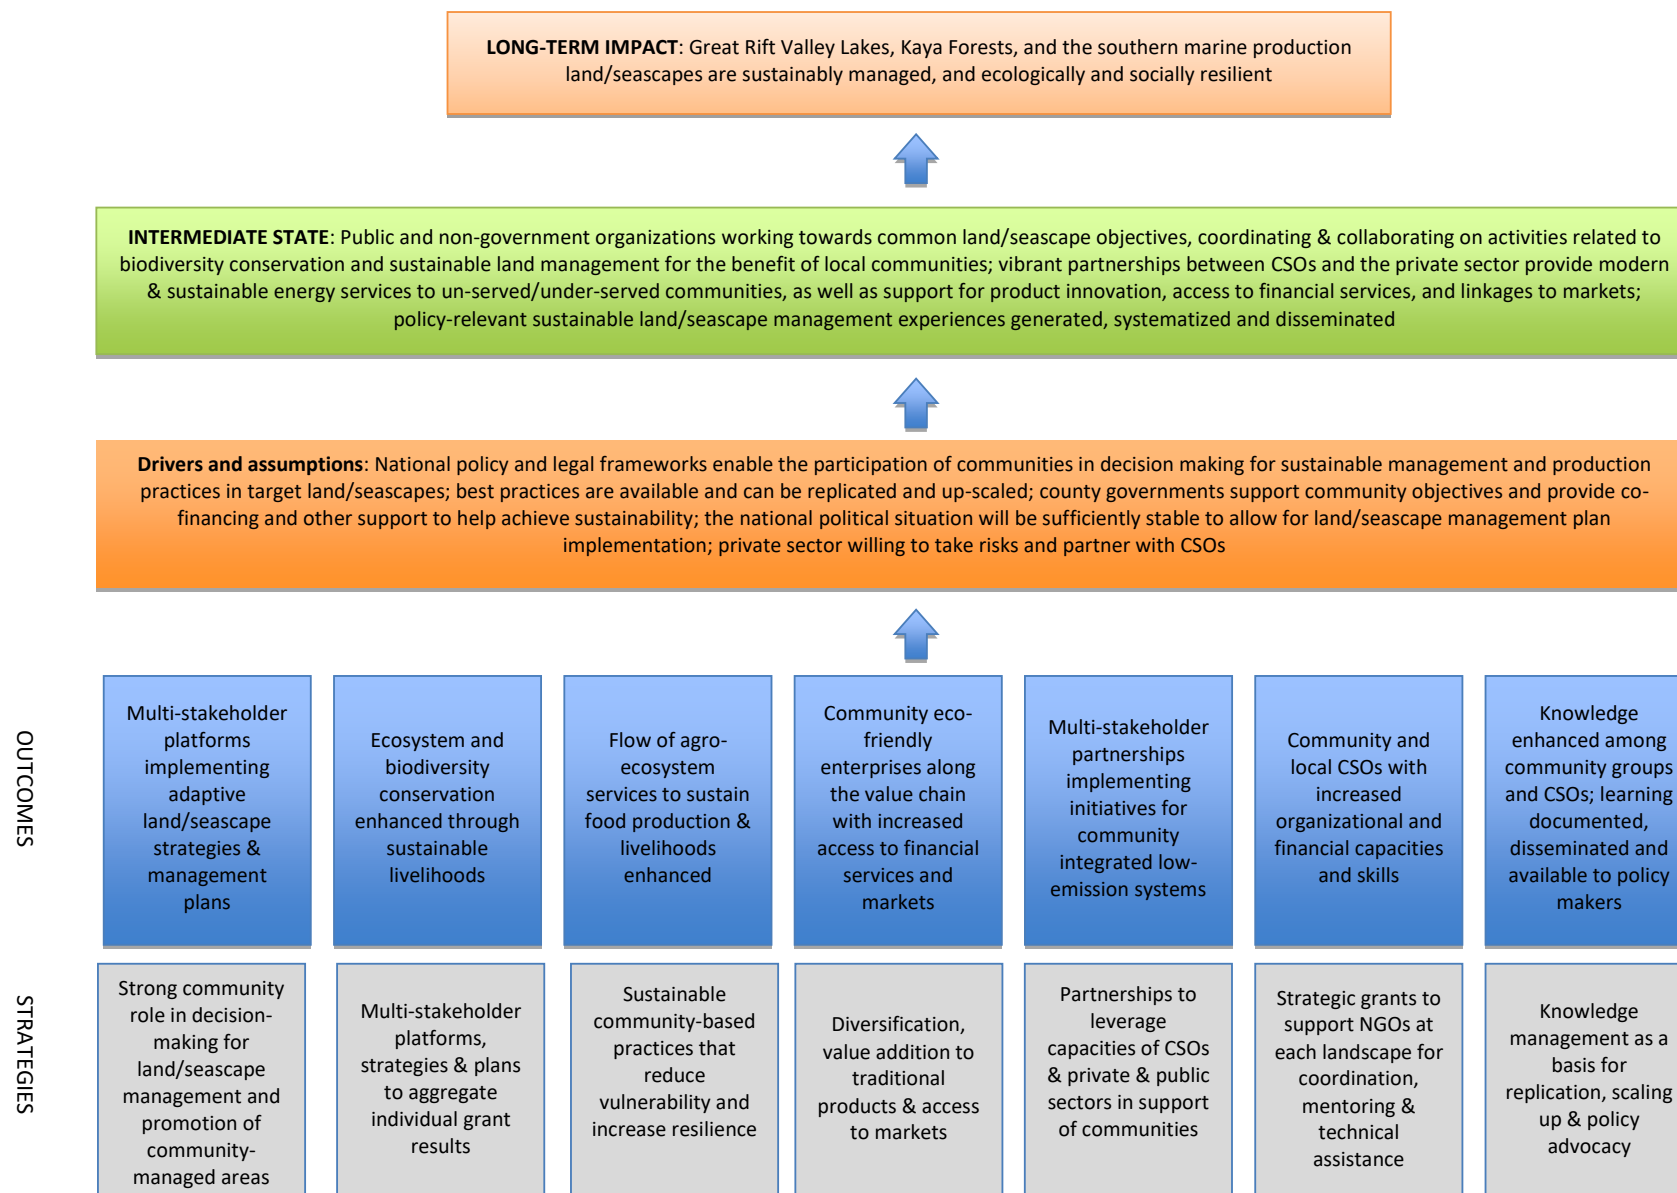 LONG-TERM IMPACT: Great Rift Valley Lakes, Kaya Forests, and the southern marine production
land/seascapes are sustainably managed, and ecologically and socially resilient
INTERMEDIATE STATE: Public and non-government organizations working towards common land/seascape objectives, coordinating & collaborating on activities related to
biodiversity conservation and sustainable land management for the benefit of local communities; vibrant partnerships between CSOs and the private sector provide modern
& sustainable energy services to un-served/under-served communities, as well as support for product innovation, access to financial services, and linkages to markets;
policy-relevant sustainable land/seascape management experiences generated, systematized and disseminated
Drivers and assumptions: National policy and legal frameworks enable the participation of communities in decision making for sustainable management and production
practices in target land/seascapes; best practices are available and can be replicated and up-scaled; county governments support community objectives and provide co-
financing and other support to help achieve sustainability; the national political situation will be sufficiently stable to allow for land/seascape management plan
implementation; private sector willing to take risks and partner with CSOs
OUTCOMES
Multi-stakeholder
platforms
implementing
adaptive
land/seascape
strategies &
management
plans
Ecosystem and
biodiversity
conservation
enhanced through
sustainable
livelihoods
Flow of agro-
ecosystem
services to sustain
food production &
livelihoods
enhanced
Community eco-
friendly
enterprises along
the value chain
with increased
access to financial
services and
markets
Multi-stakeholder
partnerships
implementing
initiatives for
community
integrated low-
emission systems
Community and
local CSOs with
increased
organizational and
financial capacities
and skills
Knowledge
enhanced among
community groups
and CSOs; learning
documented,
disseminated and
available to policy
makers
STRATEGIES
Strong community
role in decision-
making for
land/seascape
management and
promotion of
community-
managed areas
Multi-stakeholder
platforms,
strategies & plans
to aggregate
individual grant
results
Sustainable
community-based
practices that
reduce
vulnerability and
increase resilience
Diversification,
value addition to
traditional
products & access
to markets
Partnerships to
leverage
capacities of CSOs
& private & public
sectors in support
of communities
Strategic grants to
support NGOs at
each landscape for
coordination,
mentoring &
technical
assistance
Knowledge
management as a
basis for
replication, scaling
up & policy
advocacy